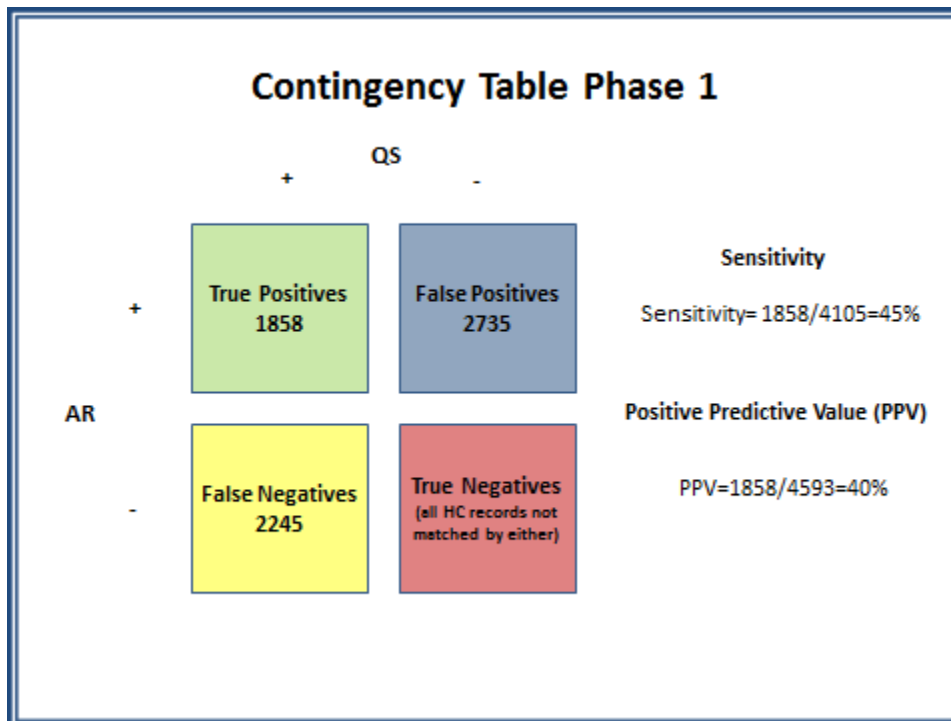 Contingency Table Phase 1
QS
+ -
+
True Positives
1858
False Positives
2735
Sensitivity
Sensitivity= 1858/4105=45%
AR
Positive Predictive Value (PPV)
-
False Negatives
2245
True Negatives
(all HC records not
matched by either)
PPV=1858/4593=40%